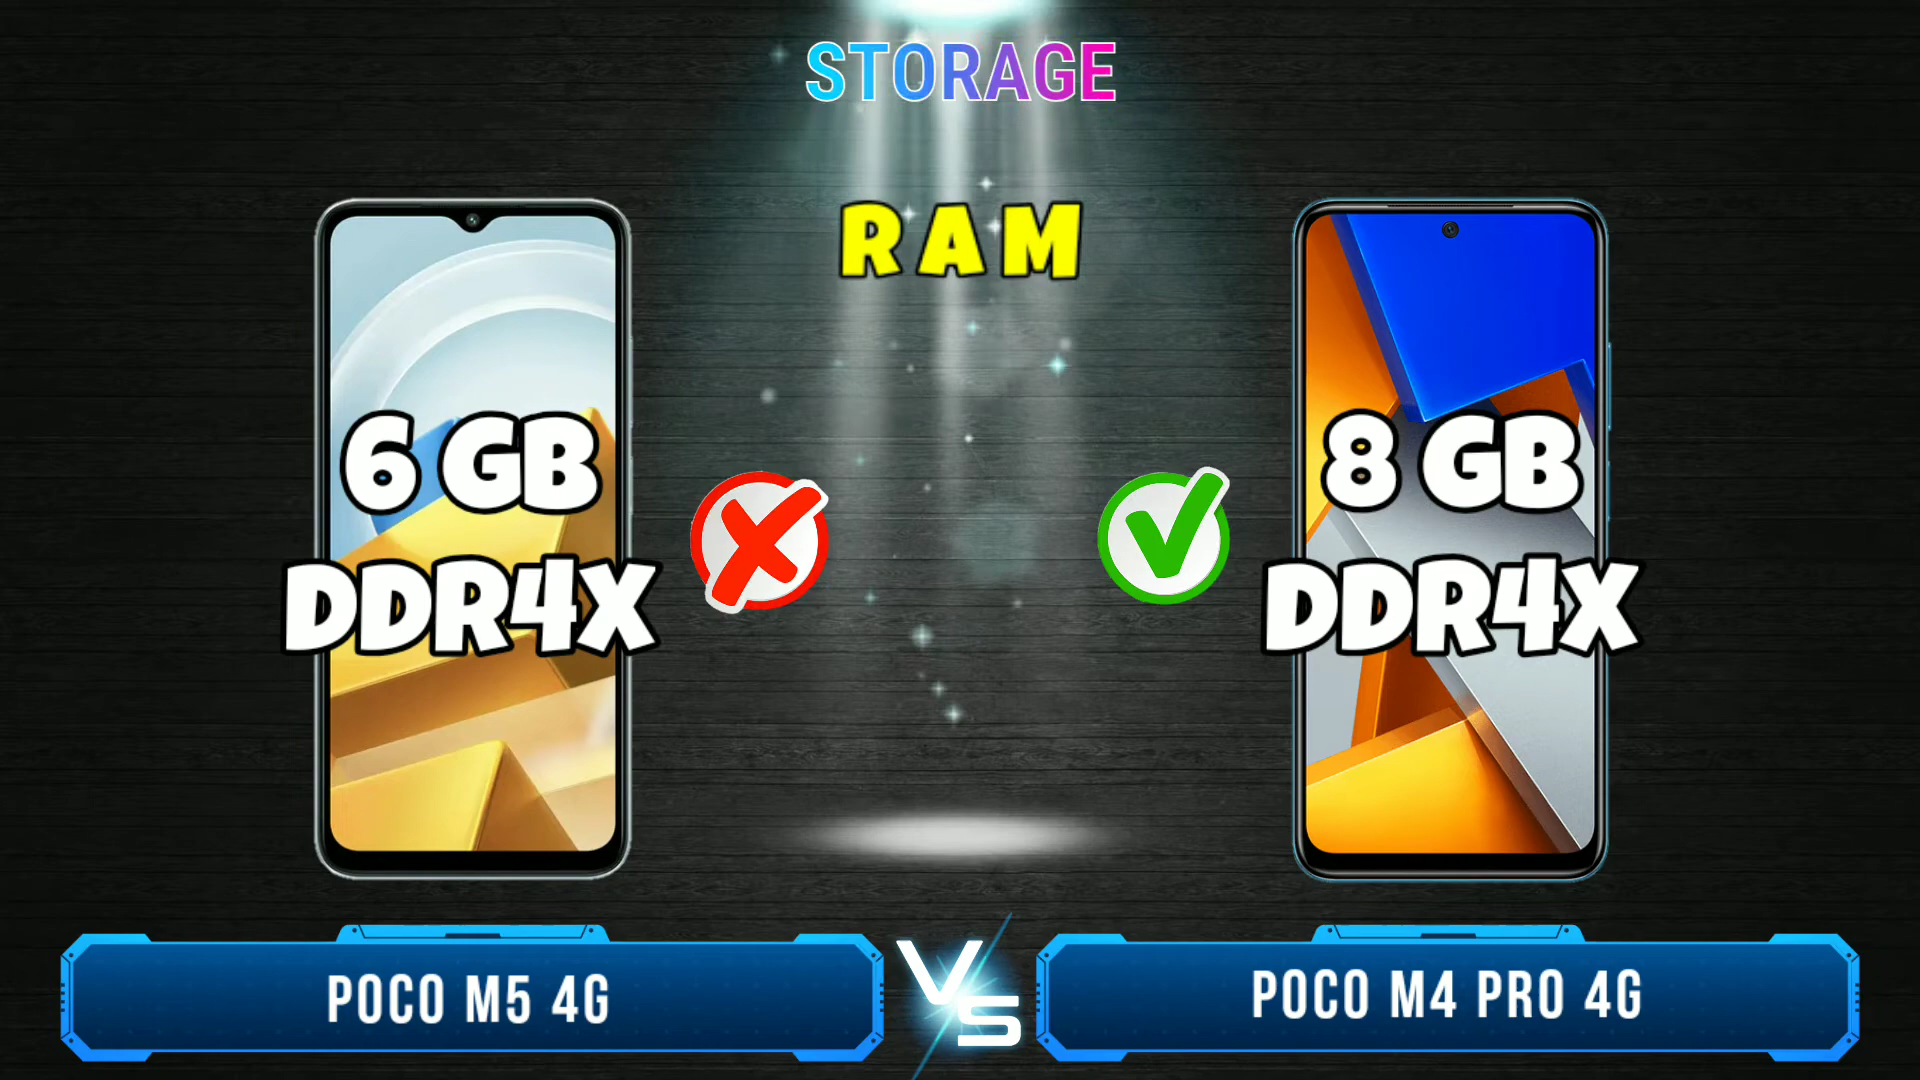 STORAGE
RAM
6 GB
DDR4X
8 GB
DDR4X
POCO M5 4G
VS
POCO M4 PRO 4G